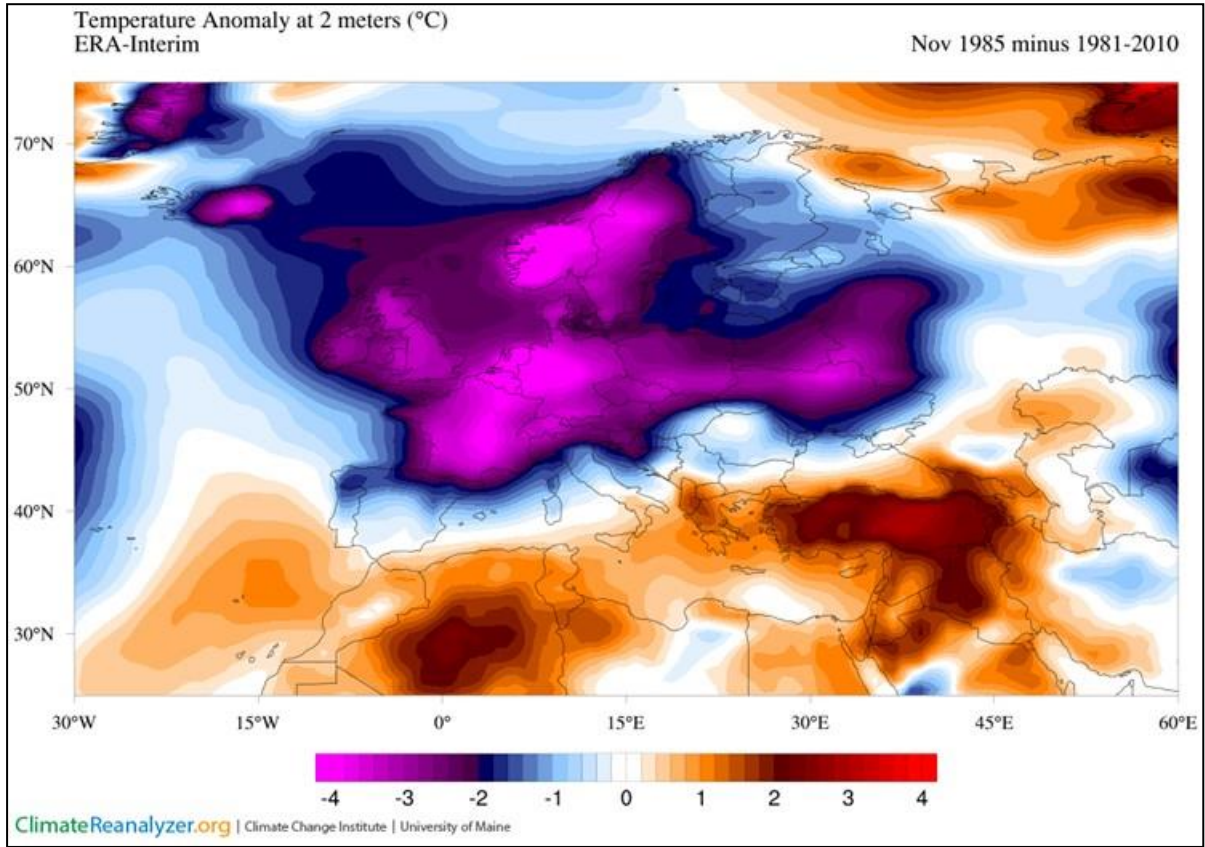 Temperature Anomaly at 2 meters (°C)
ERA-Interim
Nov 1985 minus 1981-2010
70°N
60°N
50°N
40°N
30°N
30°W 15°W 0° 15°E 30°E 45°E 60°E
-4 -3 -2 -1 0 1 2 3 4
ClimateReanalyzer.org | Climate Change Institute | University of Maine